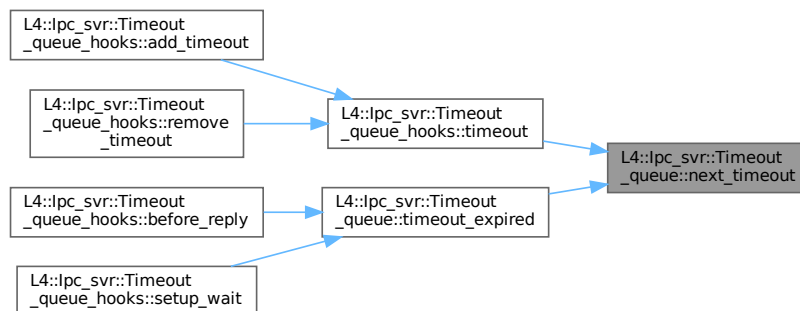 L4::Ipc_svr::Timeout
_queue_hooks::add_timeout
L4::Ipc_svr::Timeout
_queue_hooks::remove
_timeout
L4::Ipc_svr::Timeout
_queue_hooks::timeout
L4::Ipc_svr::Timeout
_queue::next_timeout
L4::Ipc_svr::Timeout
_queue_hooks::before_reply
L4::Ipc_svr::Timeout
_queue::timeout_expired
L4::Ipc_svr::Timeout
_queue_hooks::setup_wait